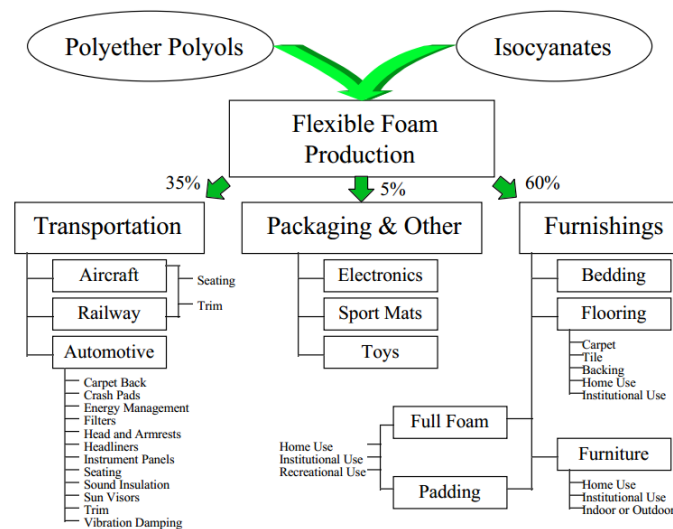 Polyether Polyols
Isocyanates
Flexible Foam
Production
35%
5%
60%
Transportation
Packaging & Other
Furnishings
Aircraft
Railway
Seating
Trim
Automotive
Carpet Back
Crash Pads
Energy Management
Filters
Head and Armrests
Headliners
Instrument Panels
Seating
Sound Insulation
Sun Visors
Trim
Vibration Damping
Electronics
Sport Mats
Toys
Bedding
Flooring
Carpet
Tile
Backing
Home Use
Institutional Use
Full Foam
Home Use
Institutional Use
Recreational Use
Padding
Furniture
Home Use
Institutional Use
Indoor or Outdoor